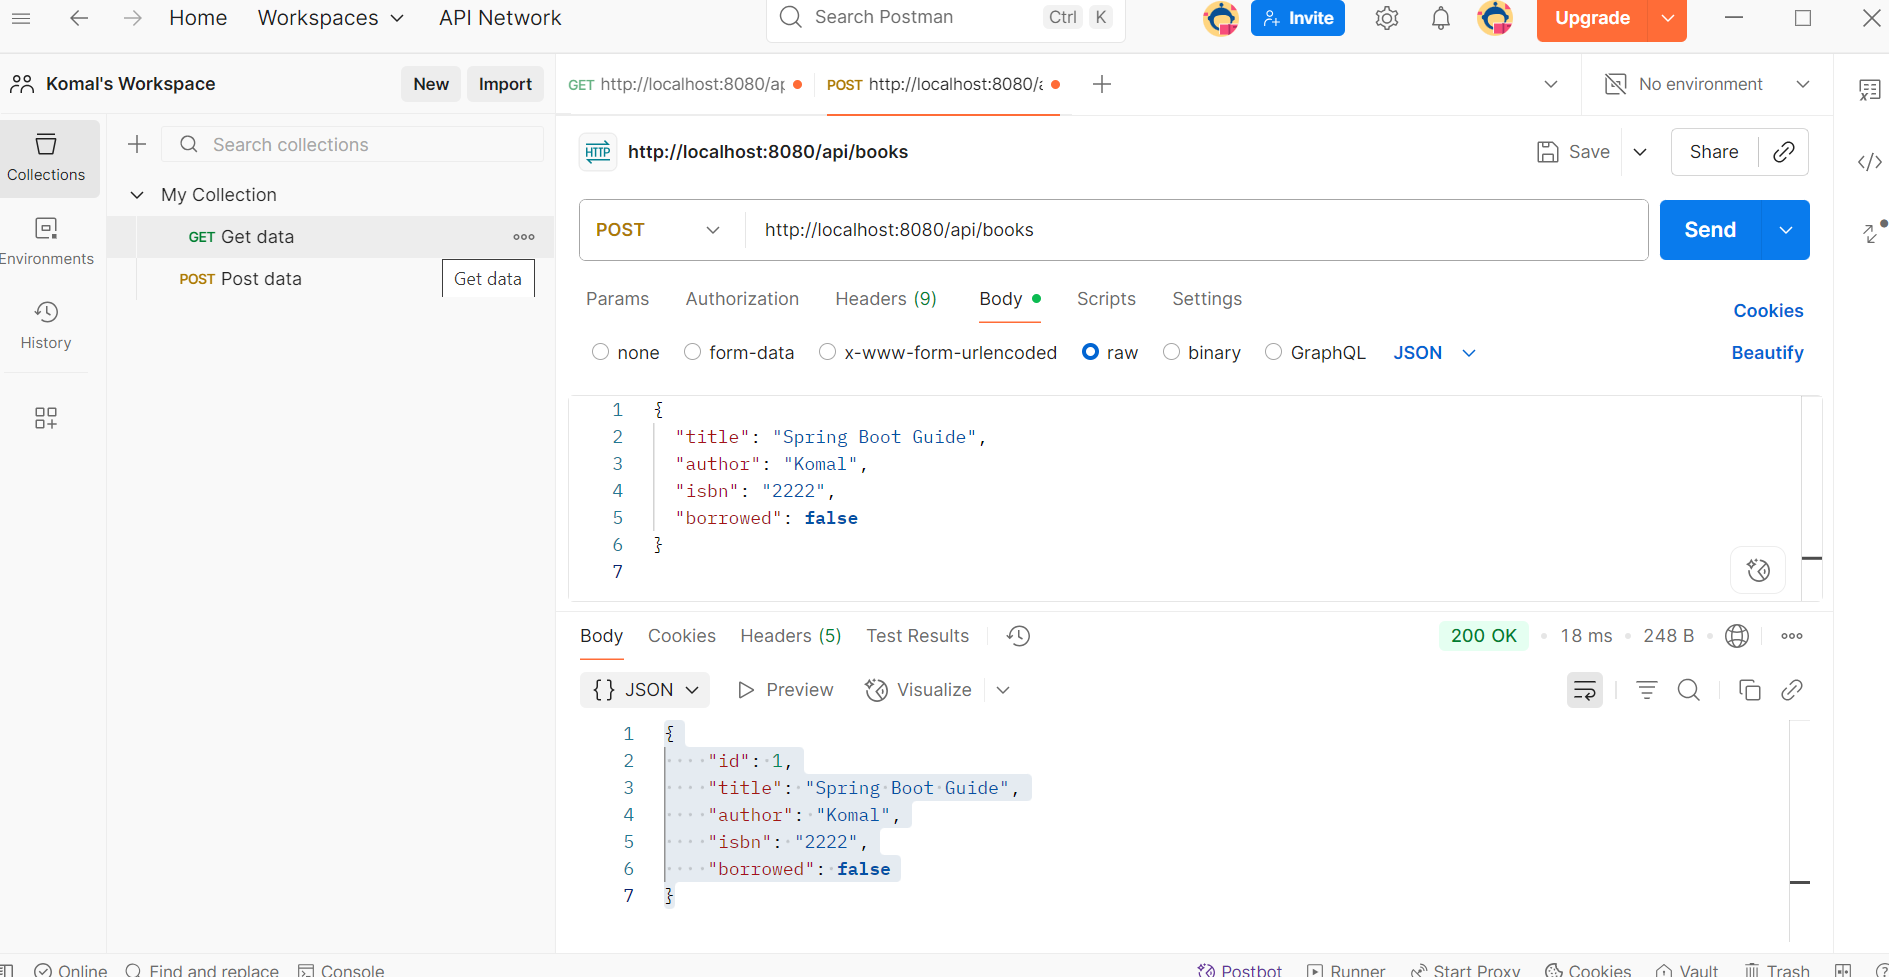 Home
Workspaces
API Network
Search Postman
Ctrl
K
Invite
Upgrade
Komal's Workspace
New
Import
GET http://localhost:8080/ap
POST http://localhost:8080/a
No environment
Collections
Environments
History
Search collections
My Collection
GET Get data
POST Post data
Get data
HTTP
http://localhost:8080/api/books
Save
Share
POST
http://localhost:8080/api/books
Send
Params
Authorization
Headers (9)
Body
Scripts
Settings
Cookies
none
form-data
x-www-form-urlencoded
raw
binary
GraphQL
JSON
Beautify
1 {
2 "title": "Spring Boot Guide",
3 "author": "Komal",
4 "isbn": "2222",
5 "borrowed": false
6 }
7
Body
Cookies
Headers (5)
Test Results
200 OK
18 ms
248 B
{} JSON
Preview
Visualize
1 {
2 "id": 1,
3 "title": "Spring Boot Guide",
4 "author": "Komal",
5 "isbn": "2222",
6 "borrowed": false
7 }
Online
Find and replace
Console
Postbot
Runner
Start Proxy
Cookies
Vault
Trash